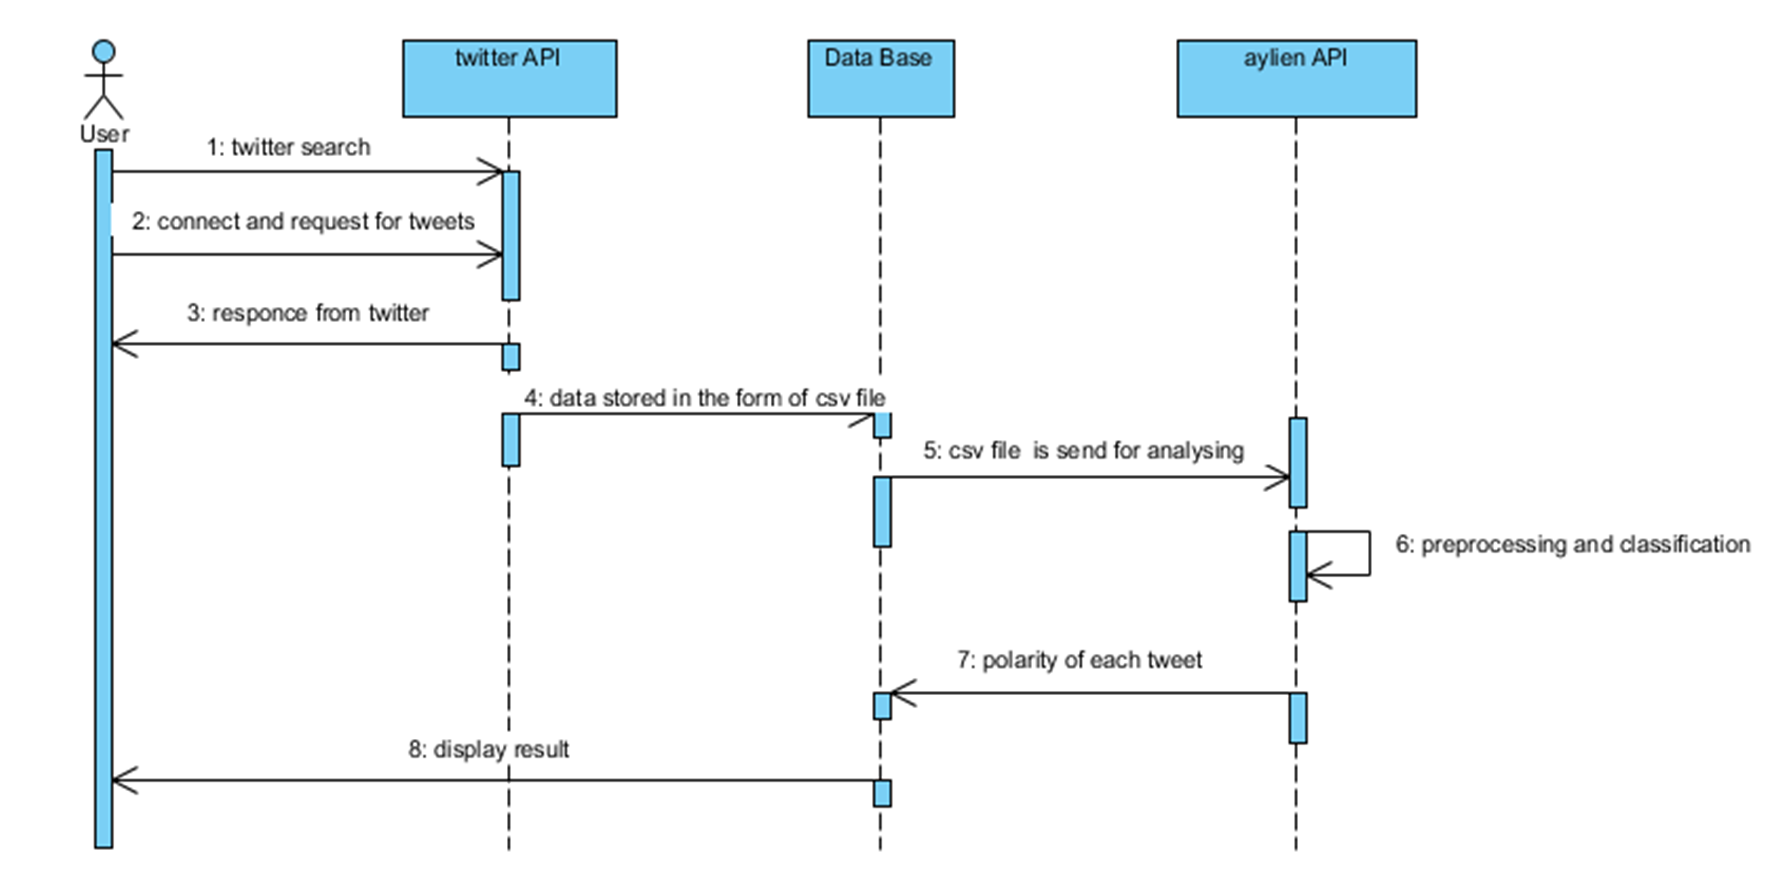 twitter API
Data Base
aylien API
User
1: twitter search
2: connect and request for tweets
3: responce from twitter
4: data stored in the form of csv file
5: csv file  is send for analysing
6: preprocessing and classification
7: polarity of each tweet
8: display result